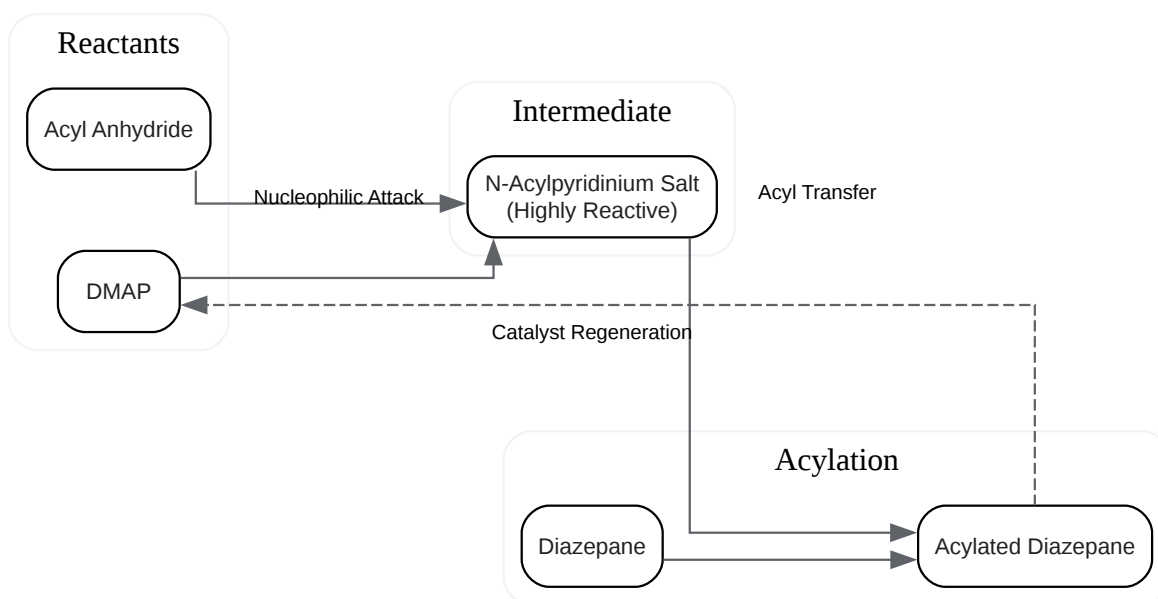 Reactants
Acyl Anhydride
DMAP
Nucleophilic Attack
Intermediate
N-Acylpyridinium Salt
(Highly Reactive)
Acyl Transfer
Catalyst Regeneration
Acylation
Diazepane
Acylated Diazepane